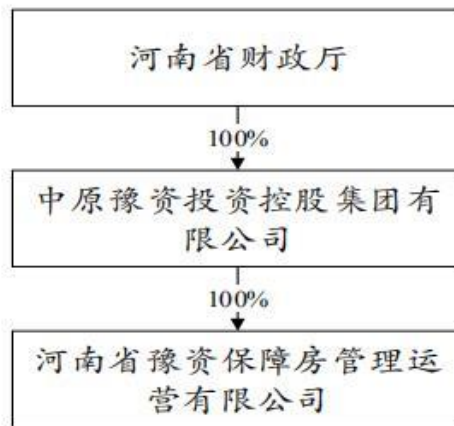 河南省财政厅
100%
中原豫资投资控股集团有
限公司
100%
河南省豫资保障房管理运
营有限公司